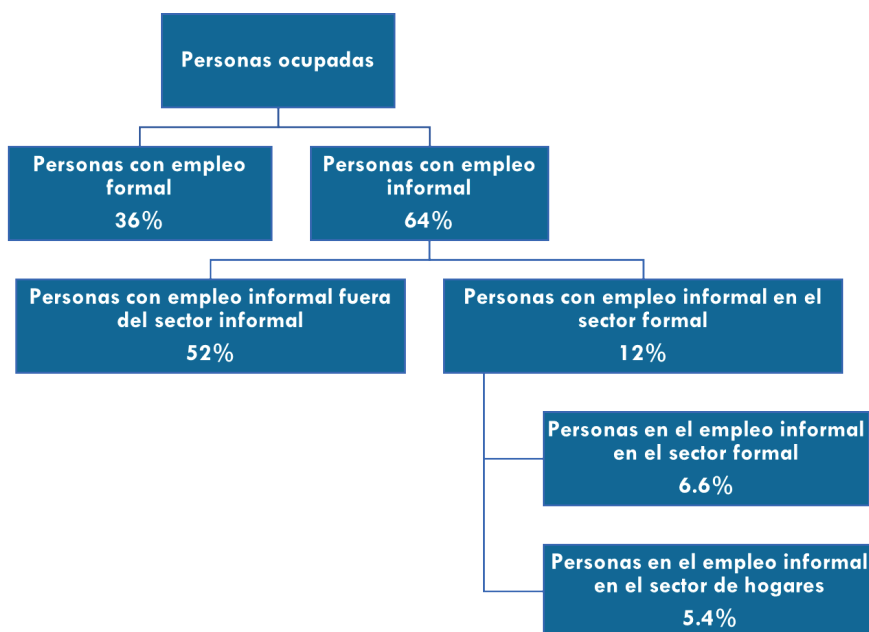 Personas ocupadas
Personas con empleo
formal
36%
Personas con empleo
informal
64%
Personas con empleo informal fuera
del sector informal
52%
Personas con empleo informal en el
sector formal
12%
Personas en el empleo informal
en el sector formal
6.6%
Personas en el empleo informal
en el sector de hogares
5.4%